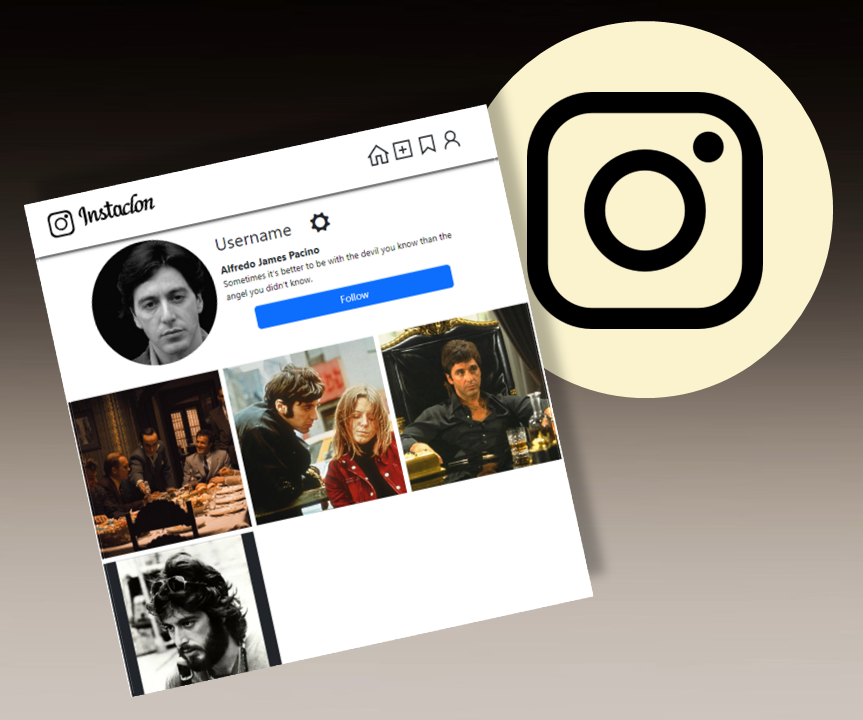 Instaclon
Username
Alfredo James Pacino
Sometimes it's better to be with the devil you know than the
angel you didn't know.
Follow